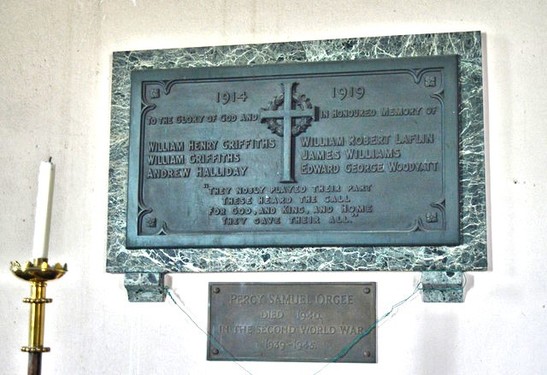 1914 1919
TO THE GLORY OF GOD AND IN HONOURED MEMORY OF
WILLIAM HENRY GRIFFITHS
WILLIAM GRIFFITHS
ANDREW HALLIDAY
WILLIAM ROBERT LAFLIN
JAMES WILLIAMS
EDWARD GEORGE WOODYATT
"THEY NOBLY PLAYED THEIR PART
THESE HEARD THE CALL
FOR GOD, AND KING, AND HOME
THEY GAVE THEIR ALL."
PERCY SAMUEL
DIED 1940
IN THE SECOND WORLD WAR
1939-1945